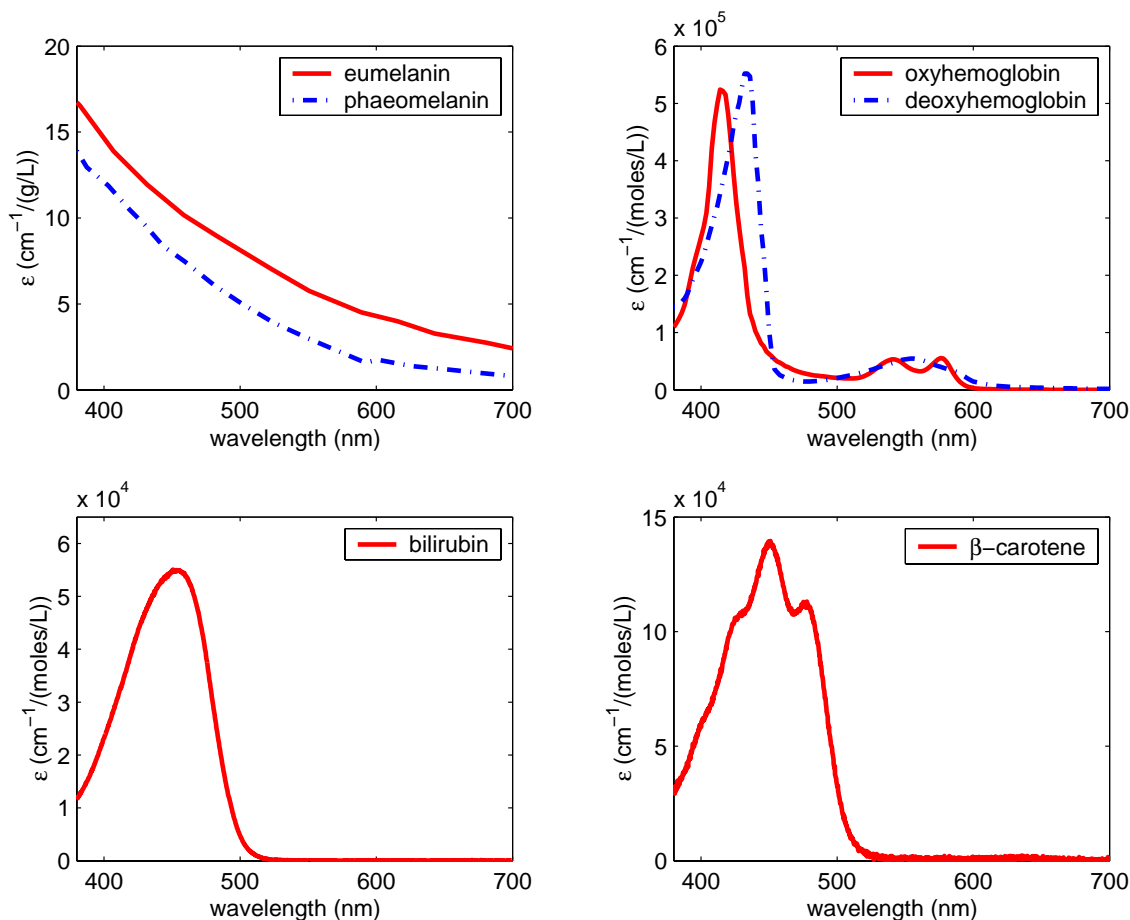 20
15
10
5
0
400
500
600
700
wavelength (nm)
ε (cm⁻¹/(g/L))
eumelanin
phaeomelanin
x 10⁵
6
5
4
3
2
1
0
400
500
600
700
wavelength (nm)
ε (cm⁻¹/(moles/L))
oxyhemoglobin
deoxyhemoglobin
x 10⁴
6
5
4
3
2
1
0
400
500
600
700
wavelength (nm)
ε (cm⁻¹/(moles/L))
bilirubin
x 10⁴
15
10
5
0
400
500
600
700
wavelength (nm)
ε (cm⁻¹/(moles/L))
β−carotene